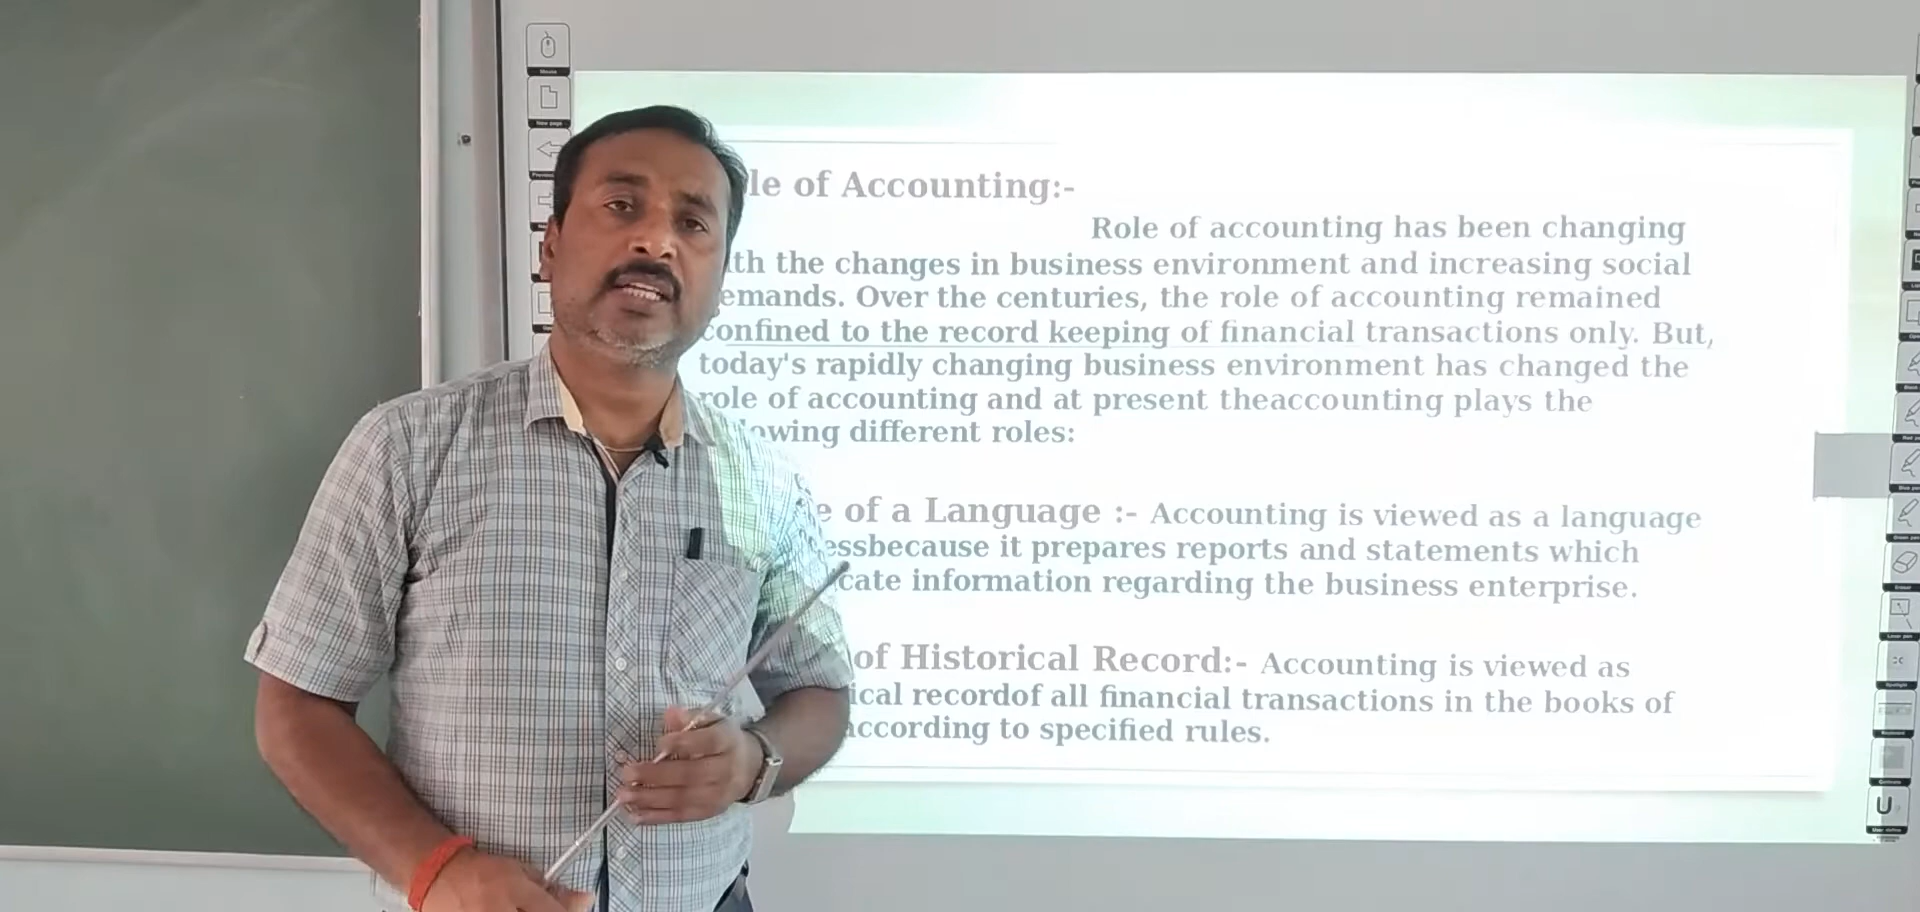 Mouse
New page
of Accounting:-
Role of accounting has been changing
the changes in business environment and increasing social
emands. Over the centuries, the role of accounting remained
confined to the record keeping of financial transactions only. But,
today's rapidly changing business environment has changed the
role of accounting and at present theaccounting plays the
different roles:
of a Language :- Accounting is viewed as a language
essbecause it prepares reports and statements which
cate information regarding the business enterprise.
of Historical Record:- Accounting is viewed as
ical recordof all financial transactions in the books of
according to specified rules.